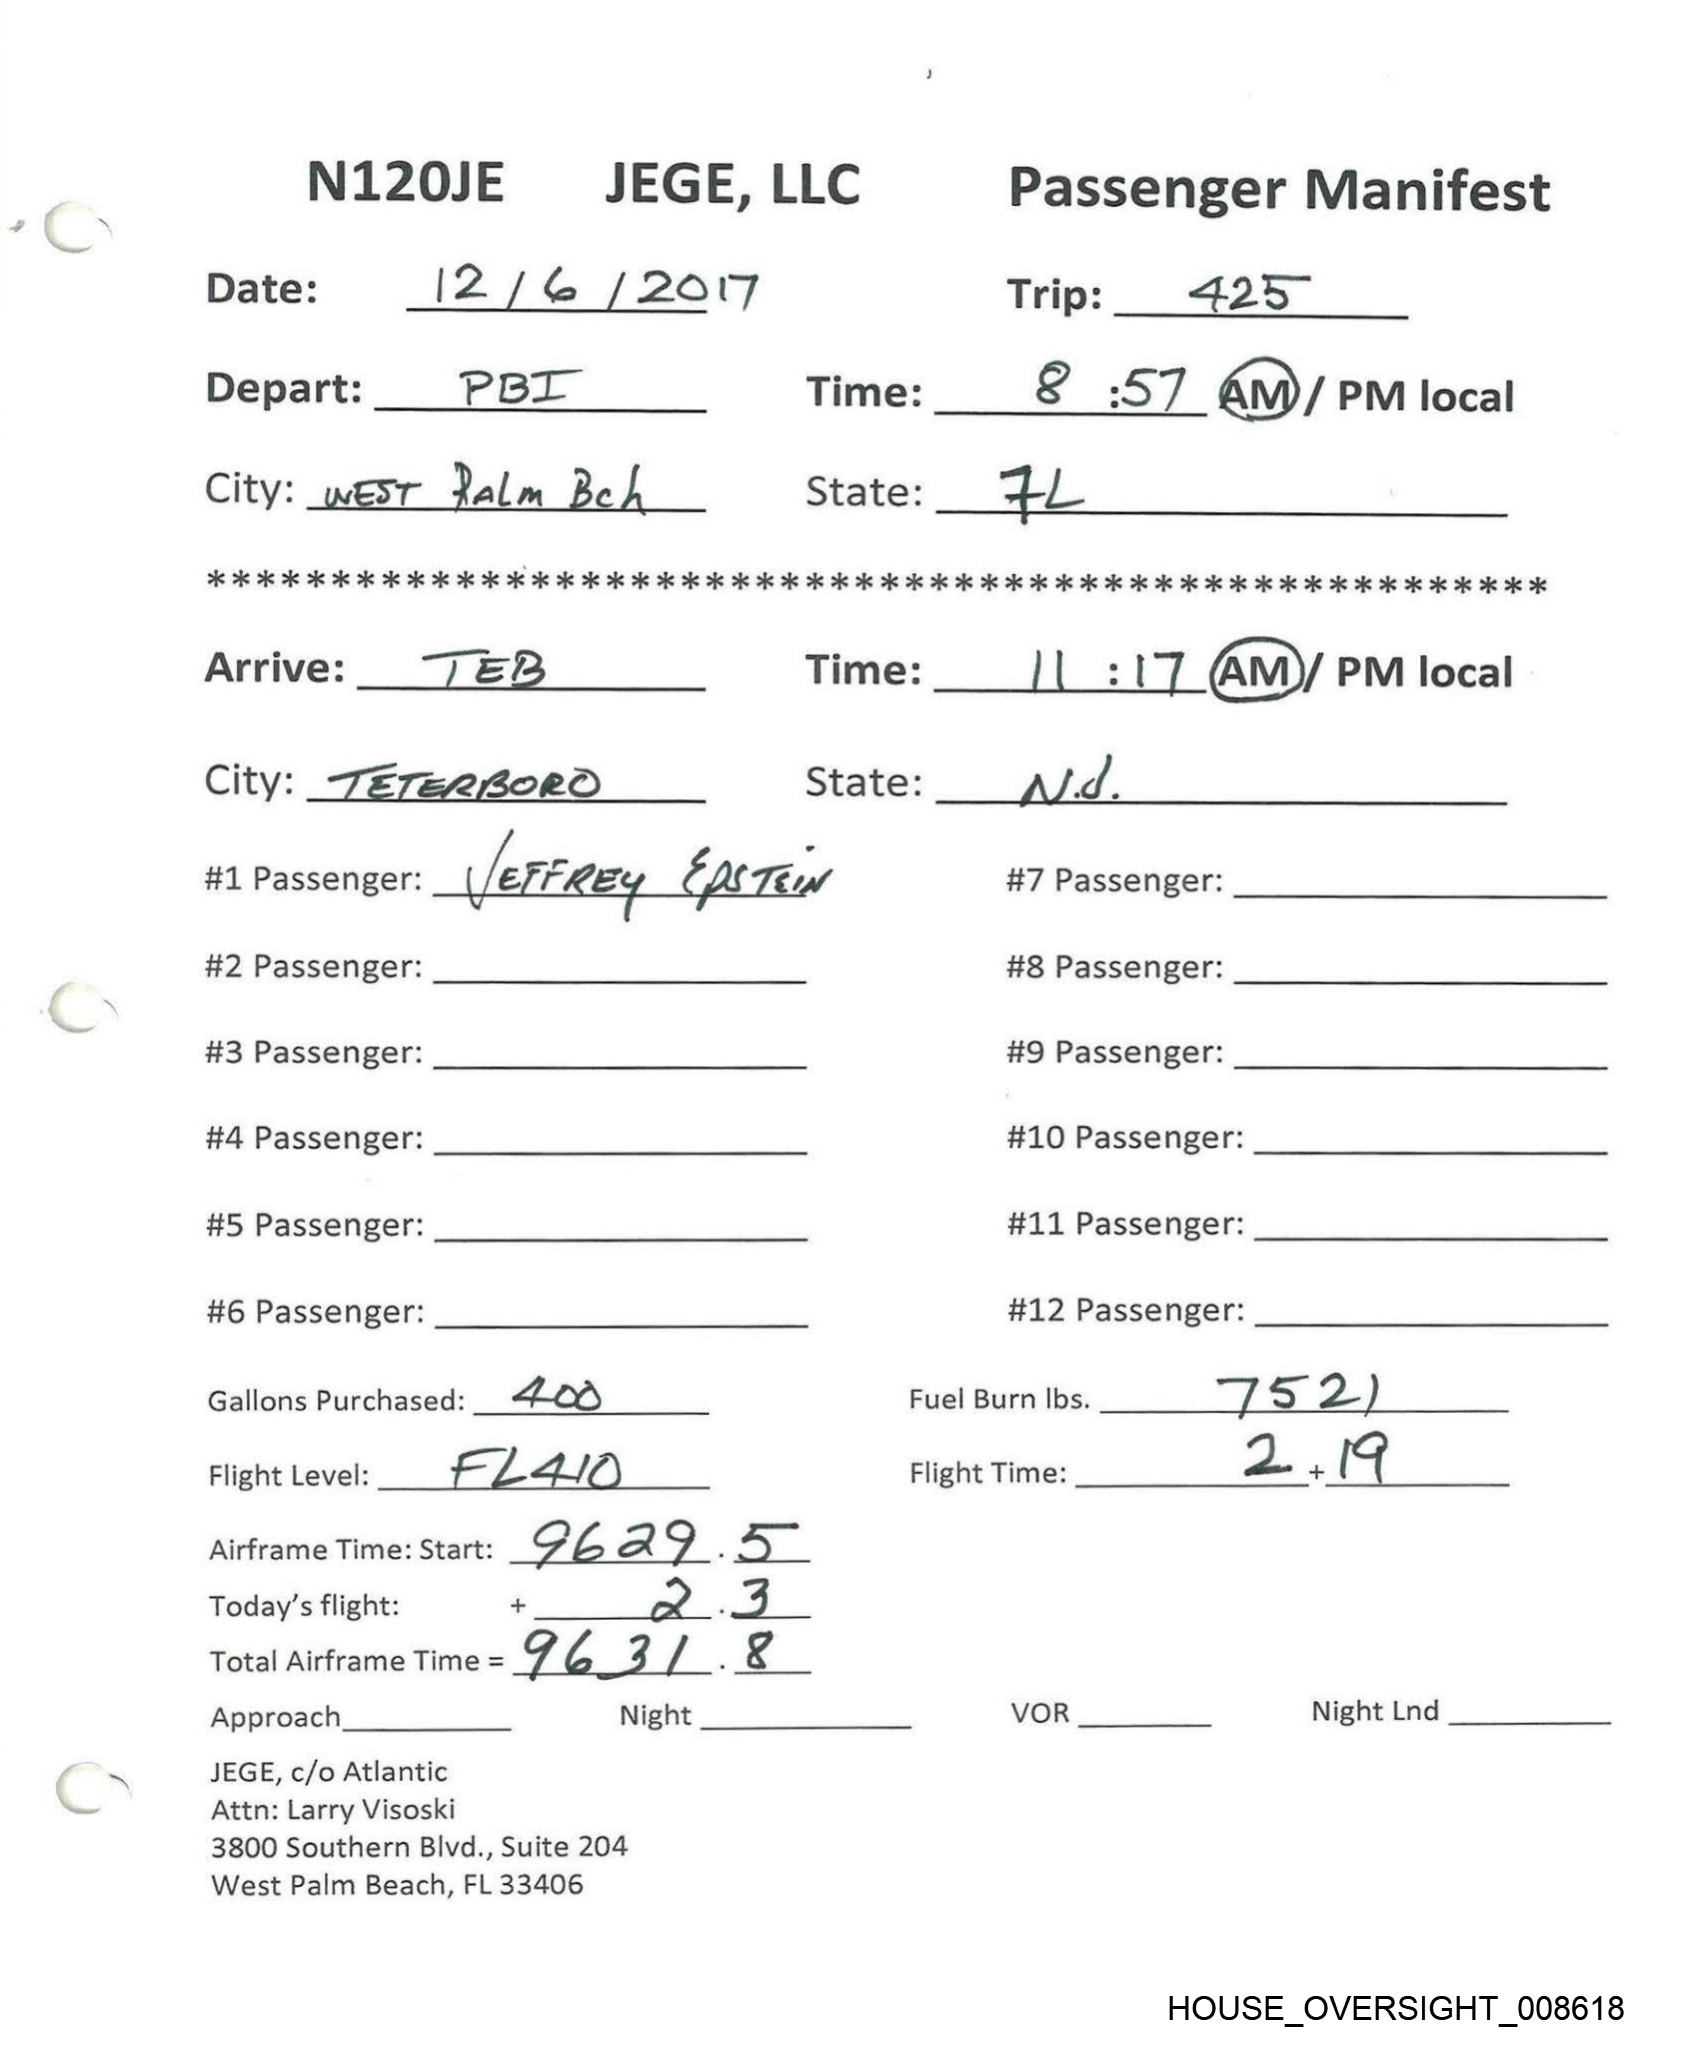 N120JE JEGE, LLC Passenger Manifest
Date: 12 / 6 / 2017 Trip: 425
Depart: PBI Time: 8 :57 AM / PM local
City: WEST PALM Bch State: FL
******************************************************
Arrive: TEB Time: 11 :17 AM / PM local
City: TETERBORO State: N.J.
#1 Passenger: JEFFREY EPSTEIN #7 Passenger:
#2 Passenger: #8 Passenger:
#3 Passenger: #9 Passenger:
#4 Passenger: #10 Passenger:
#5 Passenger: #11 Passenger:
#6 Passenger: #12 Passenger:
Gallons Purchased: 400 Fuel Burn lbs. 7521
Flight Level: FL410 Flight Time: 2 + 19
Airframe Time: Start: 9629 . 5
Today's flight: + 2 . 3
Total Airframe Time = 9631 . 8
Approach Night VOR Night Lnd
JEGE, c/o Atlantic
Attn: Larry Visoski
3800 Southern Blvd., Suite 204
West Palm Beach, FL 33406
HOUSE_OVERSIGHT_008618